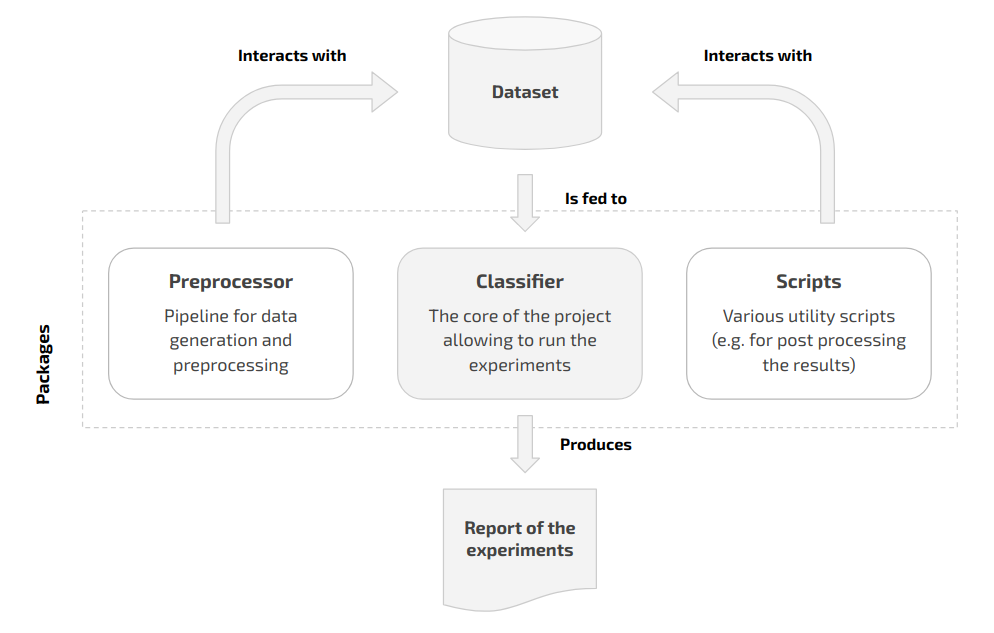 Interacts with
Interacts with
Dataset
Is fed to
Packages
Preprocessor
Pipeline for data
generation and
preprocessing
Classifier
The core of the project
allowing to run the
experiments
Scripts
Various utility scripts
(e.g. for post processing
the results)
Produces
Report of the
experiments